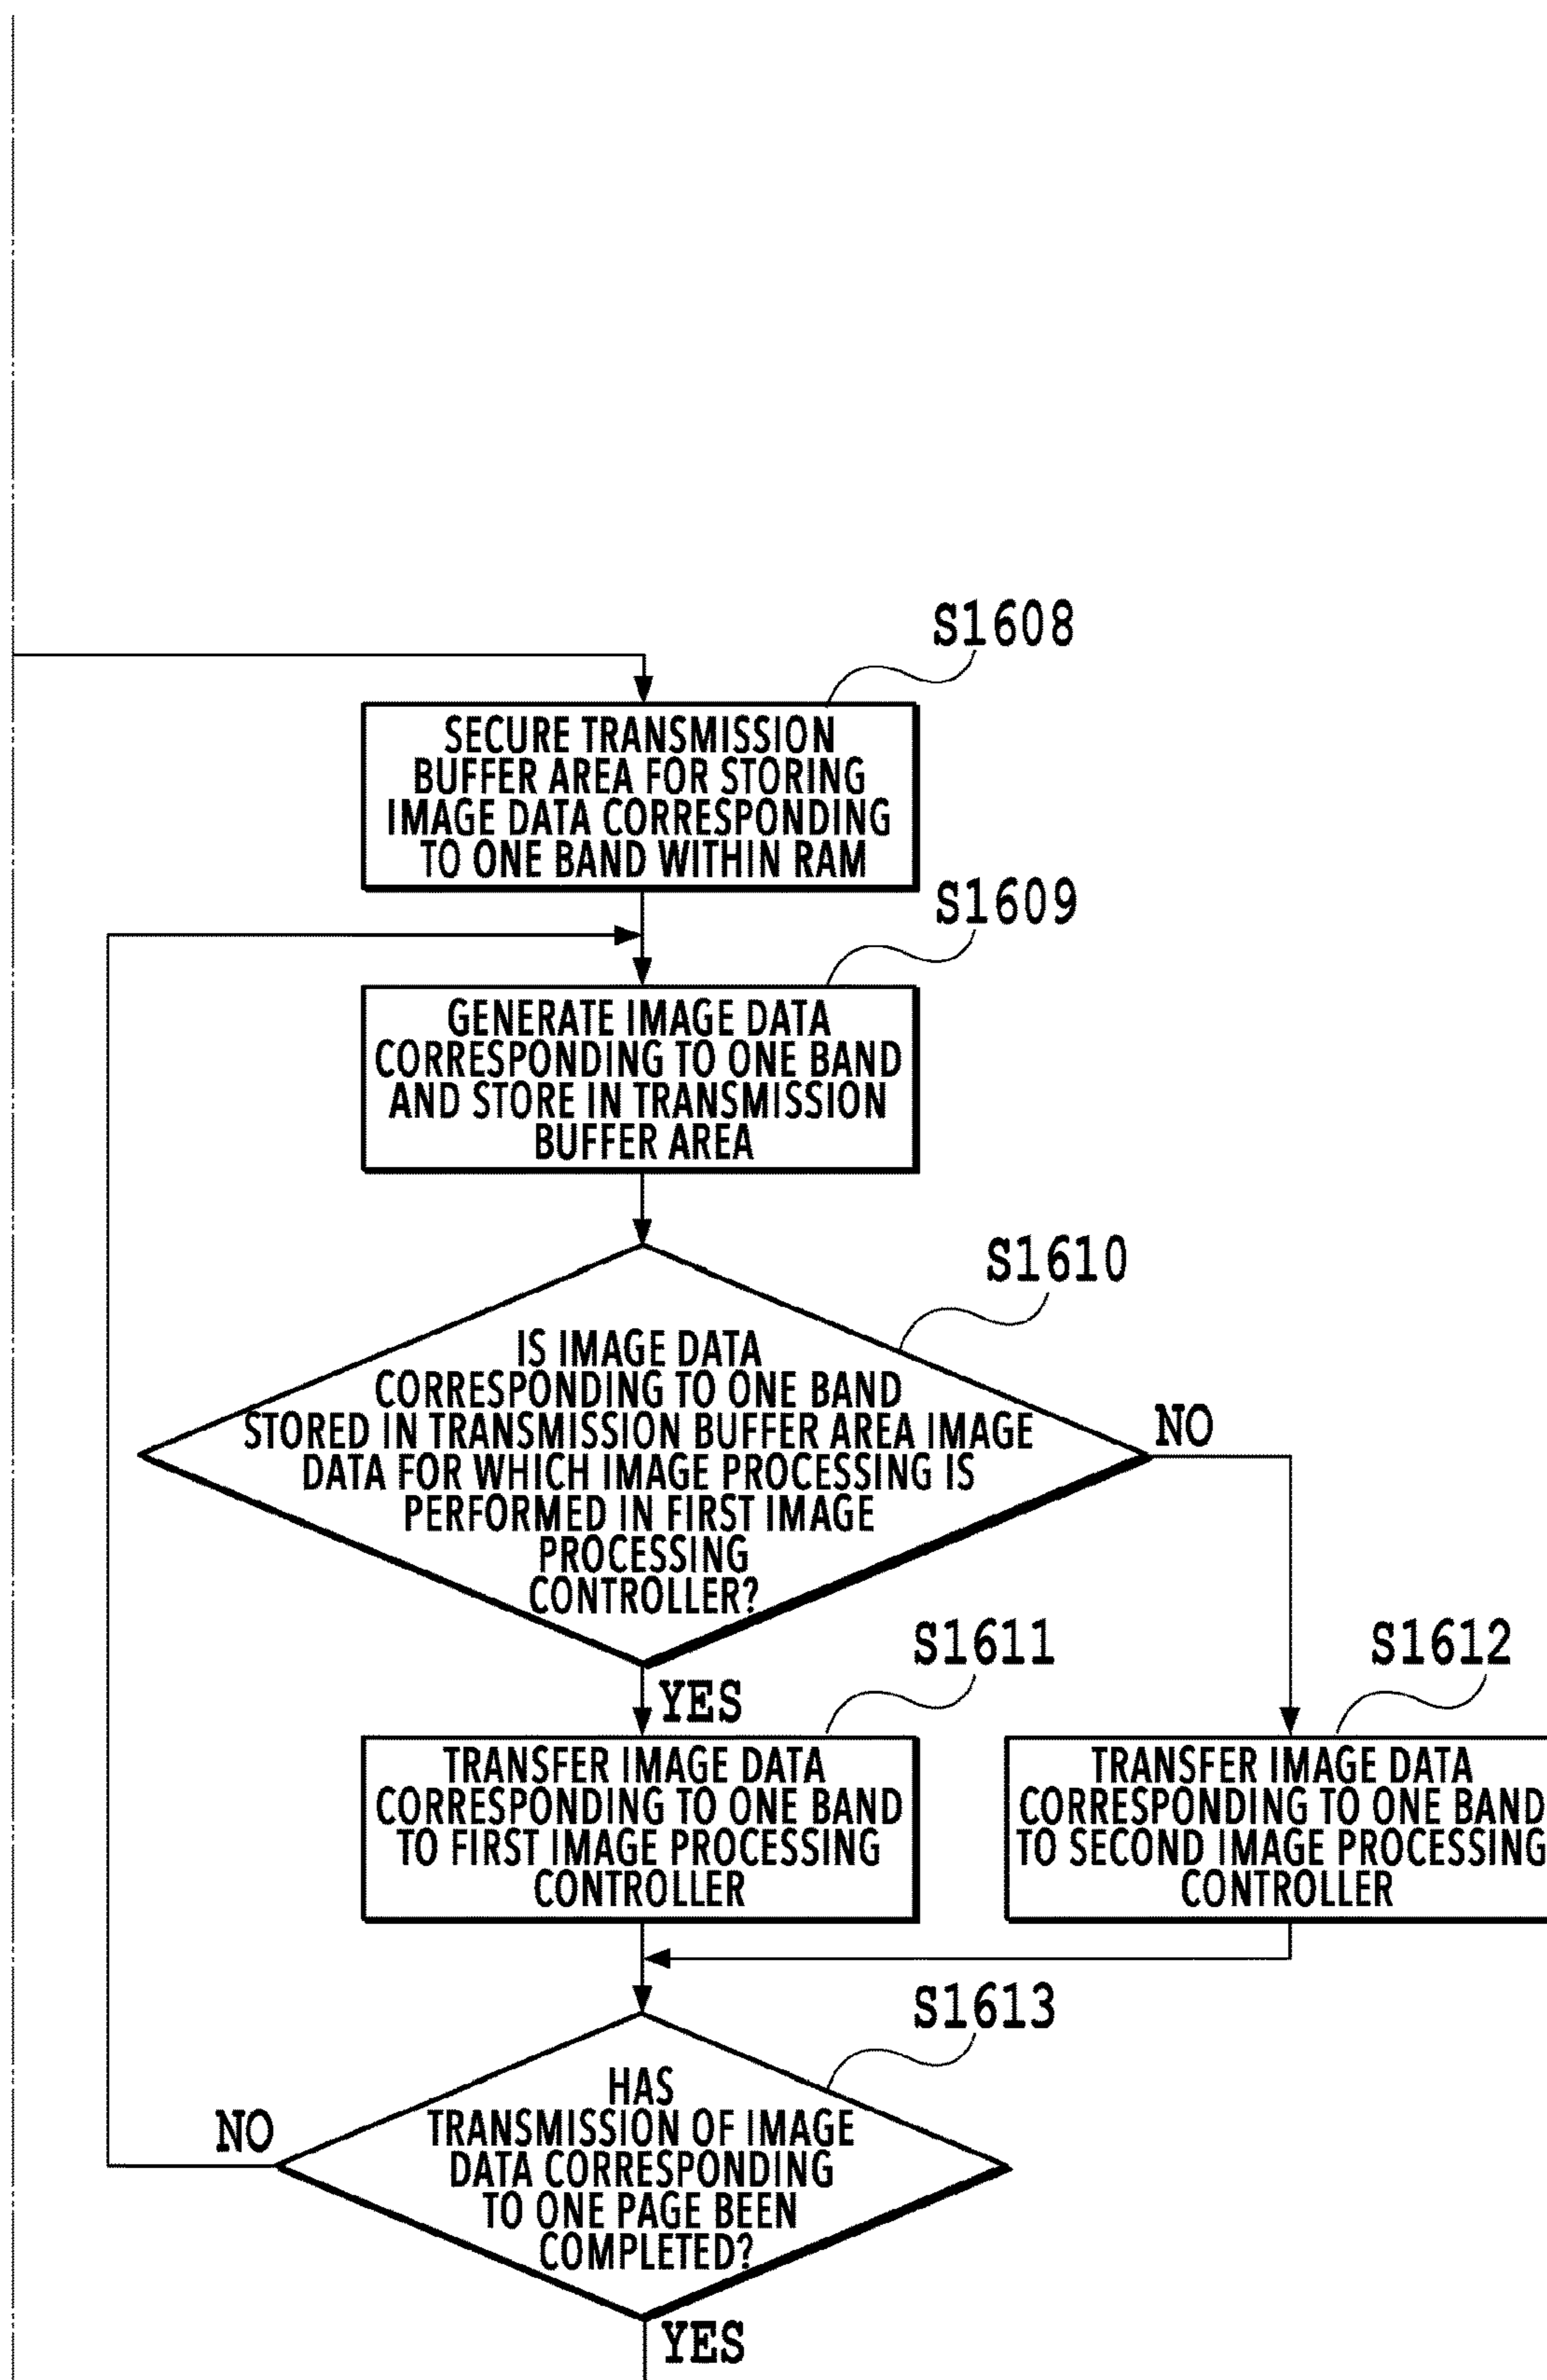 S1608
SECURE TRANSMISSION
BUFFER AREA FOR STORING
IMAGE DATA CORRESPONDING
TO ONE BAND WITHIN RAM
S1609
GENERATE IMAGE DATA
CORRESPONDING TO ONE BAND
AND STORE IN TRANSMISSION
BUFFER AREA
S1610
IS IMAGE DATA
CORRESPONDING TO ONE BAND
STORED IN TRANSMISSION BUFFER AREA IMAGE
DATA FOR WHICH IMAGE PROCESSING IS
PERFORMED IN FIRST IMAGE
PROCESSING
CONTROLLER?
NO
YES
S1611
TRANSFER IMAGE DATA
CORRESPONDING TO ONE BAND
TO FIRST IMAGE PROCESSING
CONTROLLER
S1612
TRANSFER IMAGE DATA
CORRESPONDING TO ONE BAND
TO SECOND IMAGE PROCESSING
CONTROLLER
S1613
HAS
TRANSMISSION OF IMAGE
DATA CORRESPONDING
TO ONE PAGE BEEN
COMPLETED?
NO
YES